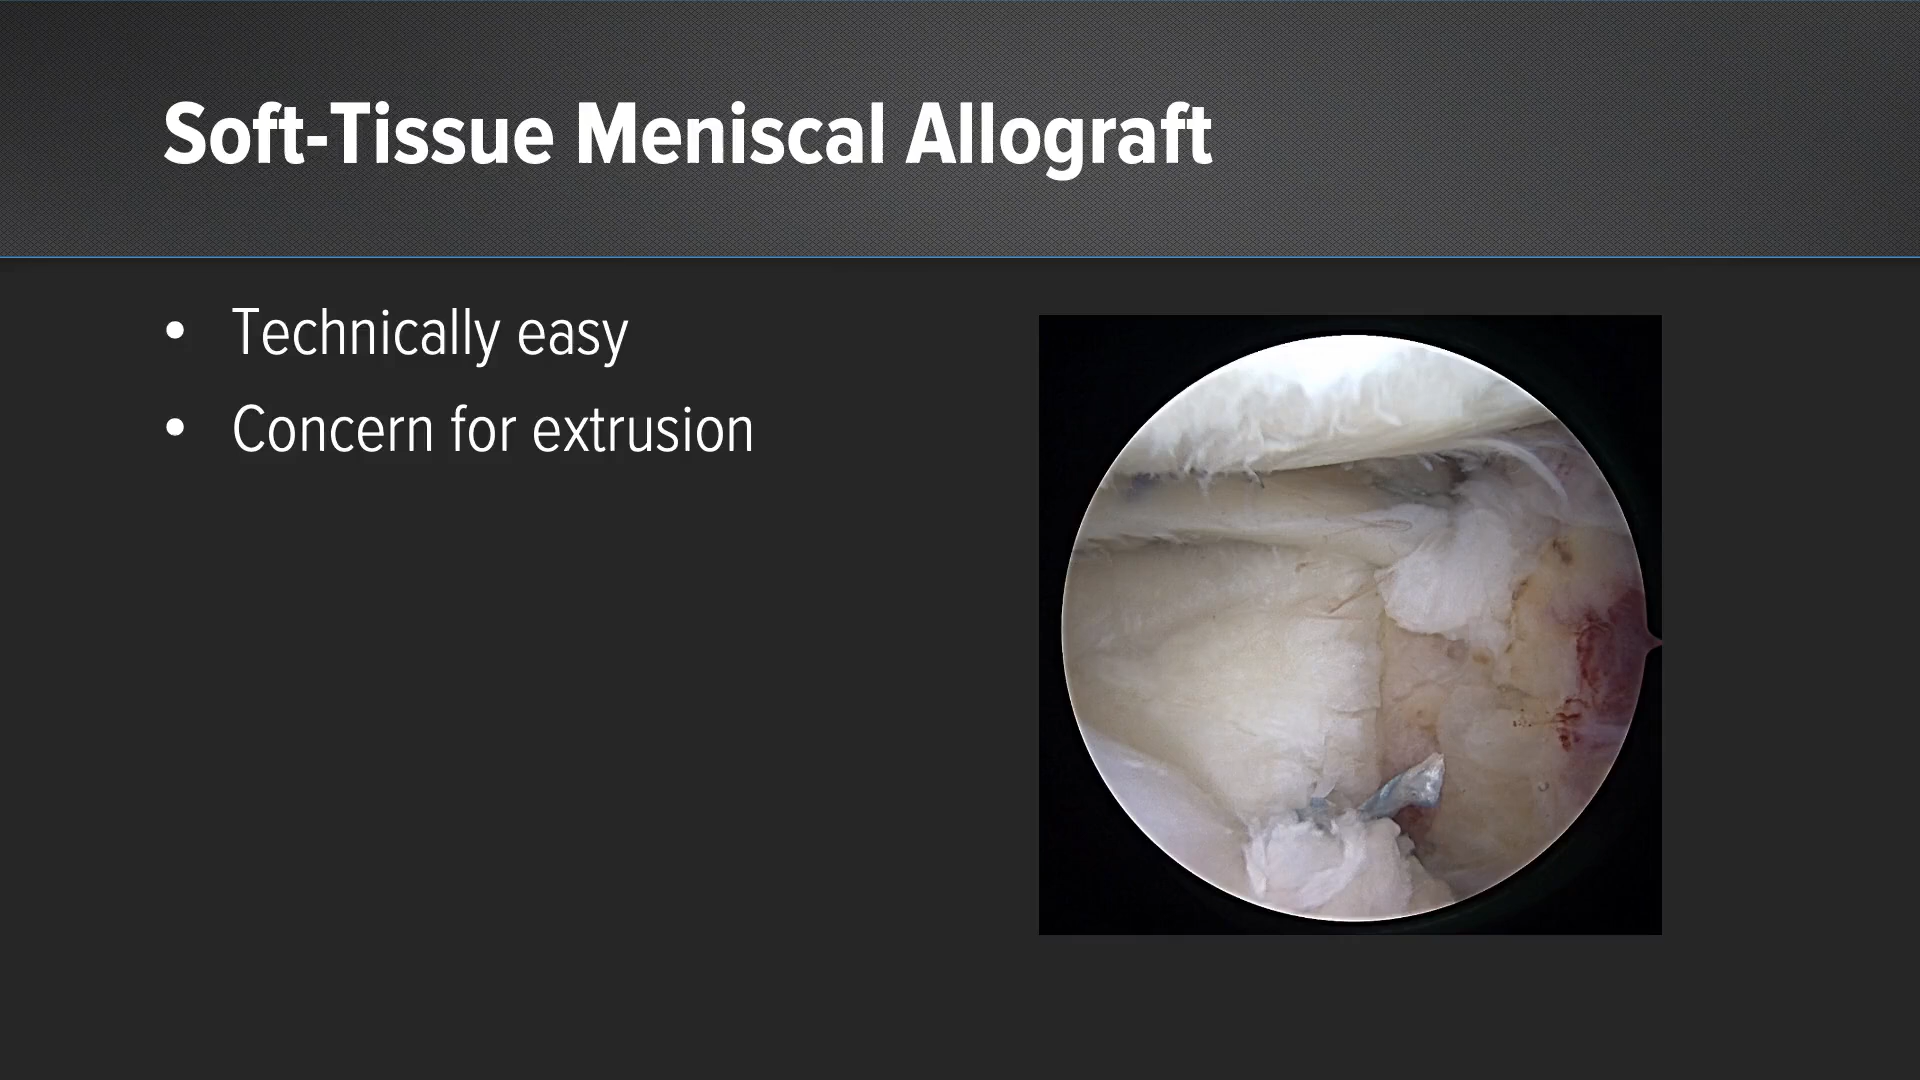 Soft-Tissue Meniscal Allograft
• Technically easy
• Concern for extrusion